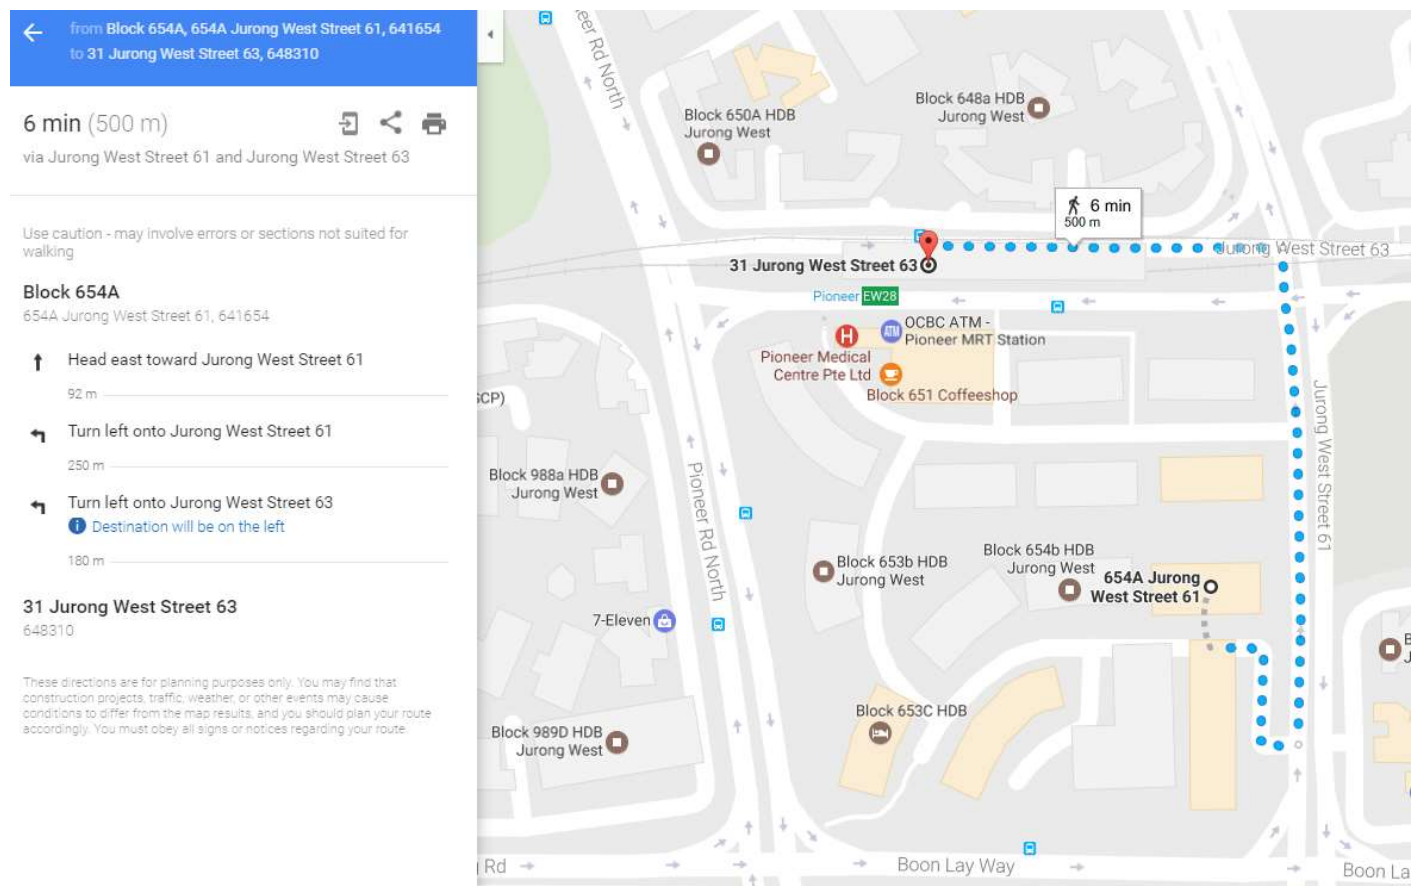 from Block 654A, 654A Jurong West Street 61, 641654
to 31 Jurong West Street 63, 648310
6 min (500 m)
via Jurong West Street 61 and Jurong West Street 63
Use caution - may involve errors or sections not suited for
walking
Block 654A
654A Jurong West Street 61, 641654
Head east toward Jurong West Street 61
92 m
Turn left onto Jurong West Street 61
250 m
Turn left onto Jurong West Street 63
Destination will be on the left
180 m
31 Jurong West Street 63
648310
These directions are for planning purposes only. You may find that
construction projects, traffic, weather, or other events may cause
conditions to differ from the map results, and you should plan your route
accordingly. You must obey all signs or notices regarding your route.
eer Rd North
Block 650A HDB
Jurong West
Block 648a HDB
Jurong West
6 min
500 m
Jurong West Street 63
31 Jurong West Street 63
Pioneer EW28
OCBC ATM -
Pioneer MRT Station
ATM
H
Pioneer Medical
Centre Pte Ltd
Block 651 Coffeeshop
GCP)
Jurong West Street 61
Block 988a HDB
Jurong West
Pioneer Rd North
Block 653b HDB
Jurong West
Block 654b HDB
Jurong West
654A Jurong
West Street 61
7-Eleven
Block 653C HDB
Block 989D HDB
Jurong West
Rd
Boon Lay Way
Boon La